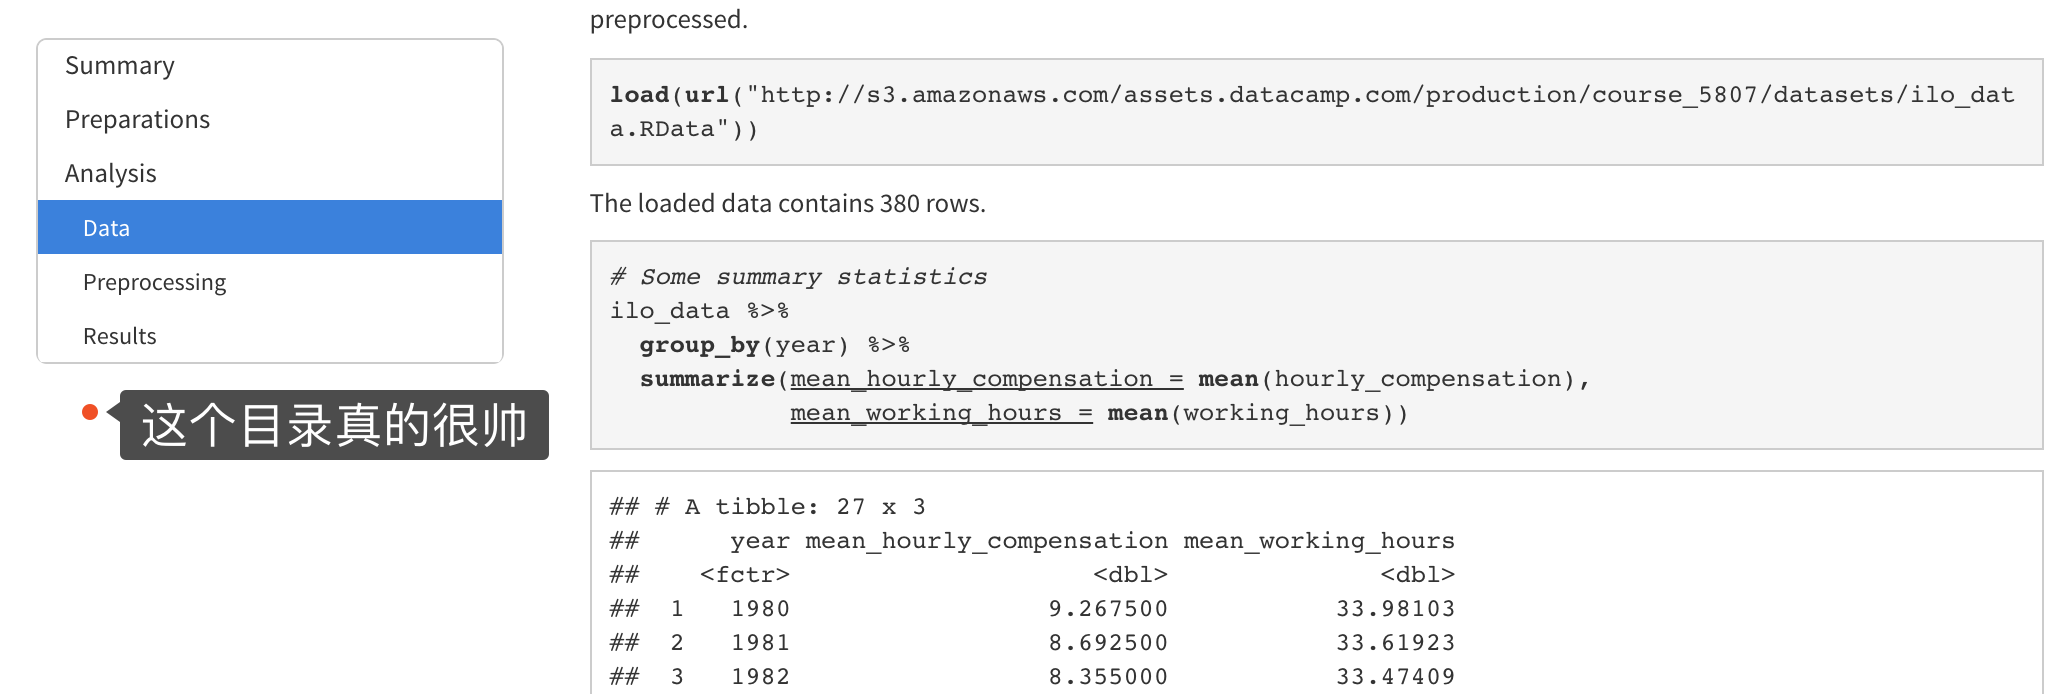 Summary
Preparations
Analysis
Data
Preprocessing
Results
这个目录真的很帅
preprocessed.
load(url("http://s3.amazonaws.com/assets.datacamp.com/production/course_5807/datasets/ilo_dat
a.RData"))
The loaded data contains 380 rows.
# Some summary statistics
ilo_data %>%
  group_by(year) %>%
  summarize(mean_hourly_compensation = mean(hourly_compensation),
            mean_working_hours = mean(working_hours))
## # A tibble: 27 x 3
##      year mean_hourly_compensation mean_working_hours
##    <fctr>                    <dbl>              <dbl>
##  1   1980                 9.267500           33.98103
##  2   1981                 8.692500           33.61923
##  3   1982                 8.355000           33.47409